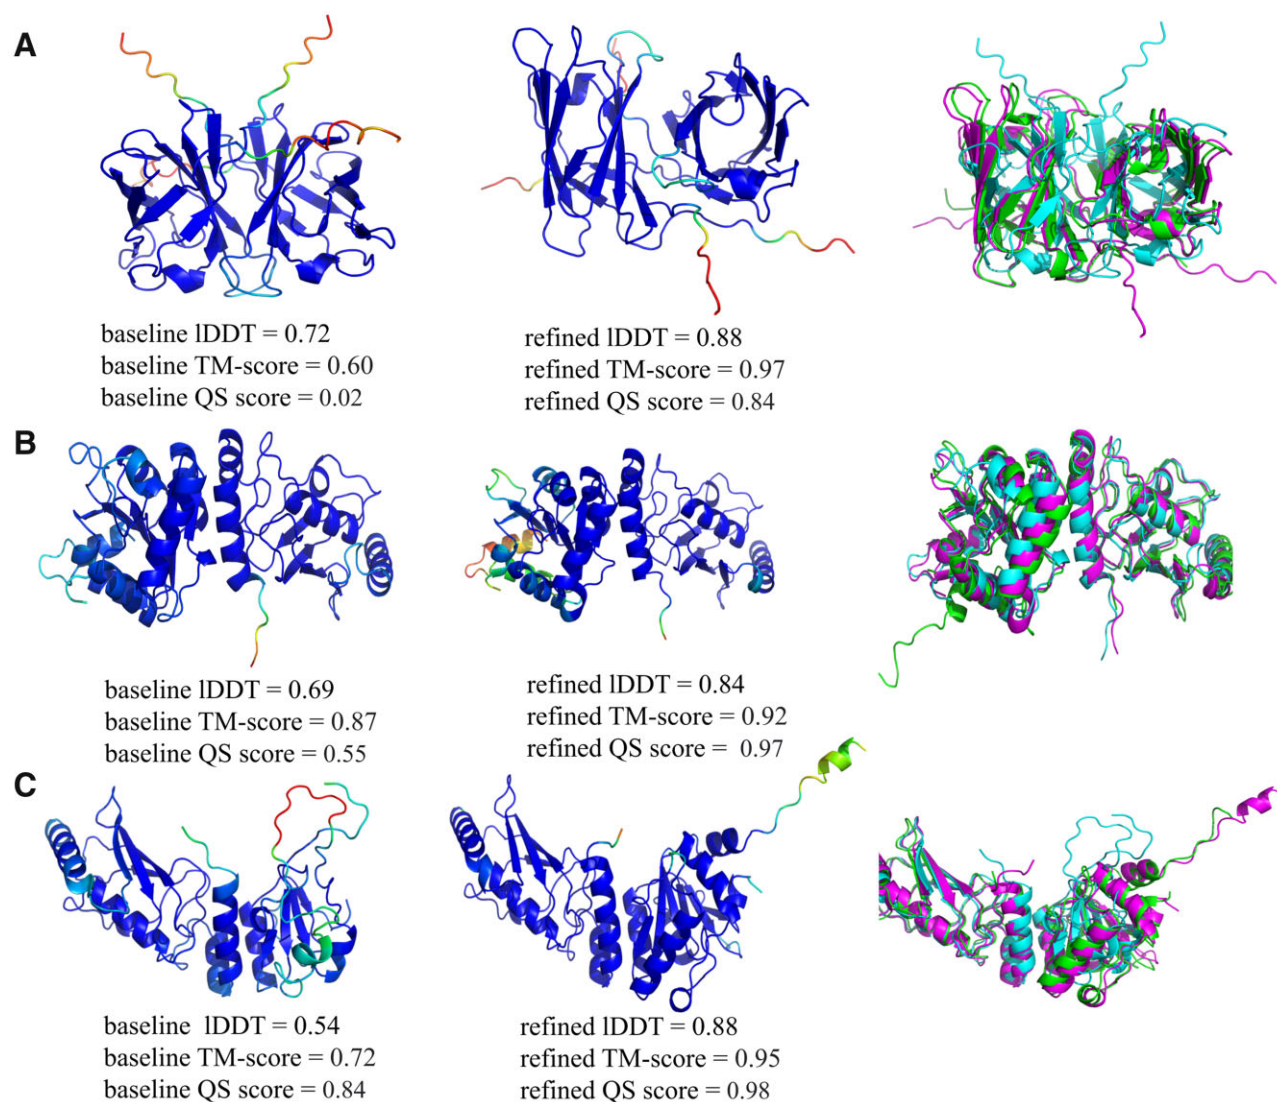 A
baseline lDDT = 0.72
baseline TM-score = 0.60
baseline QS score = 0.02
refined lDDT = 0.88
refined TM-score = 0.97
refined QS score = 0.84
B
baseline lDDT = 0.69
baseline TM-score = 0.87
baseline QS score = 0.55
refined lDDT = 0.84
refined TM-score = 0.92
refined QS score = 0.97
C
baseline lDDT = 0.54
baseline TM-score = 0.72
baseline QS score = 0.84
refined lDDT = 0.88
refined TM-score = 0.95
refined QS score = 0.98